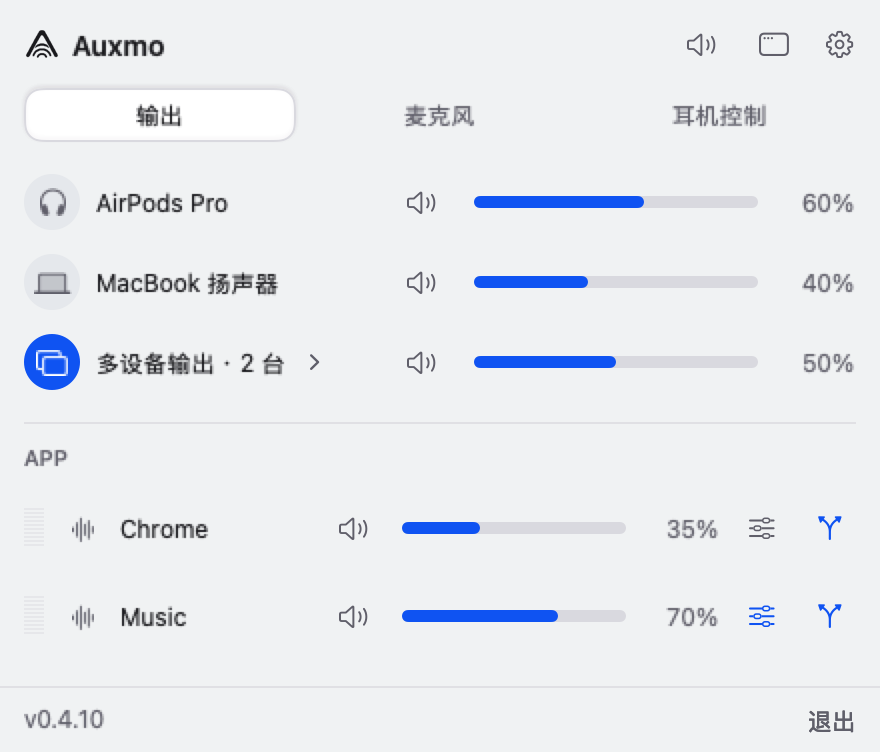 Auxmo
输出 麦克风 耳机控制
AirPods Pro 60%
MacBook 扬声器 40%
多设备输出 · 2 台 50%
APP
Chrome 35%
Music 70%
v0.4.10 退出